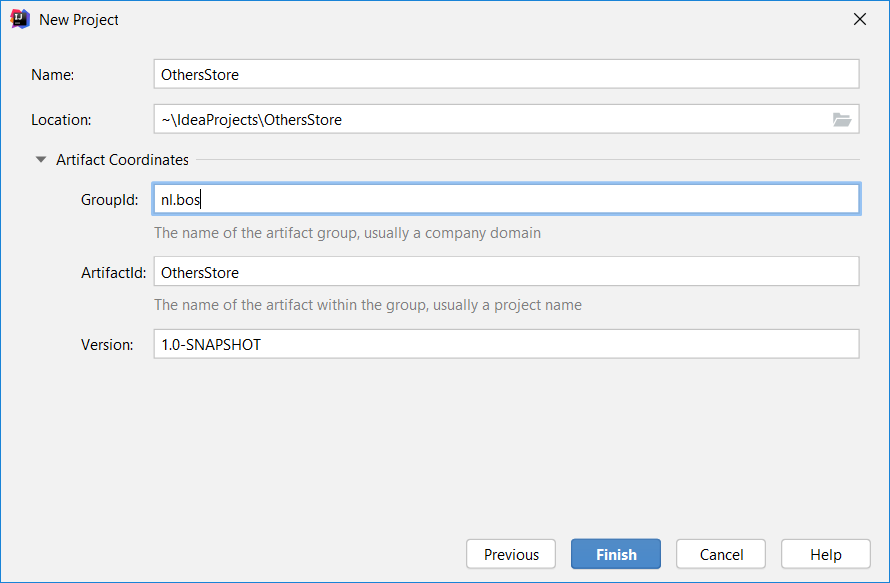 New Project
Name: OthersStore
Location: ~\IdeaProjects\OthersStore
Artifact Coordinates
GroupId: nl.bos
The name of the artifact group, usually a company domain
ArtifactId: OthersStore
The name of the artifact within the group, usually a project name
Version: 1.0-SNAPSHOT
Previous Finish Cancel Help